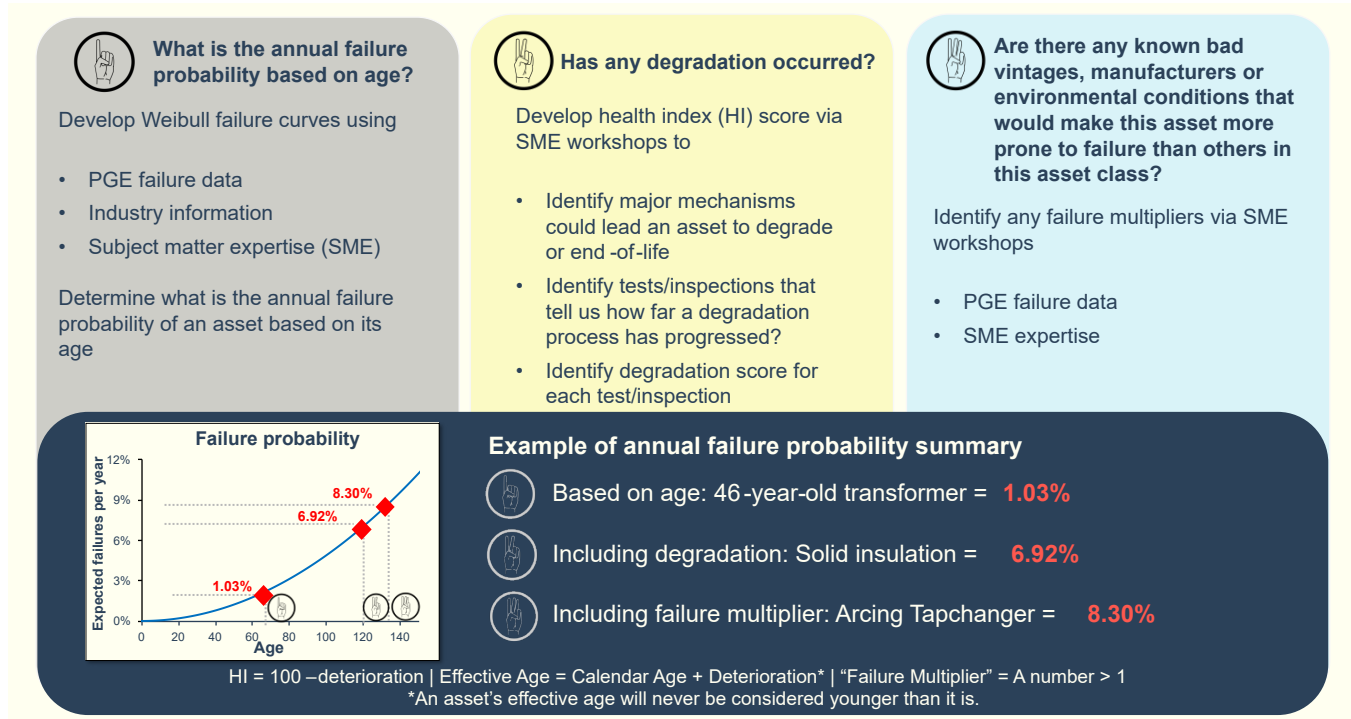 What is the annual failure
probability based on age?
Develop Weibull failure curves using
• PGE failure data
• Industry information
• Subject matter expertise (SME)
Determine what is the annual failure
probability of an asset based on its
age
Has any degradation occurred?
Develop health index (HI) score via
SME workshops to
• Identify major mechanisms
could lead an asset to degrade
or end -of-life
• Identify tests/inspections that
tell us how far a degradation
process has progressed?
• Identify degradation score for
each test/inspection
Are there any known bad
vintages, manufacturers or
environmental conditions that
would make this asset more
prone to failure than others in
this asset class?
Identify any failure multipliers via SME
workshops
• PGE failure data
• SME expertise
Failure probability
Expected failures per year
12%
9%
6%
3%
0%
8.30%
6.92%
1.03%
0 20 40 60 80 100 120 140
Age
Example of annual failure probability summary
Based on age: 46-year-old transformer = 1.03%
Including degradation: Solid insulation = 6.92%
Including failure multiplier: Arcing Tapchanger = 8.30%
HI = 100 –deterioration | Effective Age = Calendar Age + Deterioration* | “Failure Multiplier” = A number > 1
*An asset’s effective age will never be considered younger than it is.